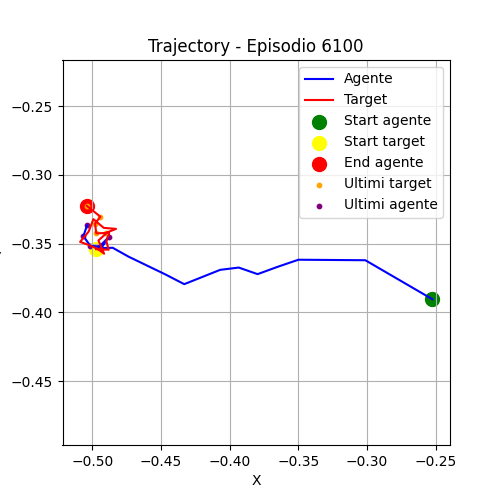 Trajectory - Episodio 6100
Agente
Target
Start agente
Start target
End agente
Ultimi target
Ultimi agente
−0.25
−0.30
−0.35
−0.40
−0.45
−0.50 −0.45 −0.40 −0.35 −0.30 −0.25
X